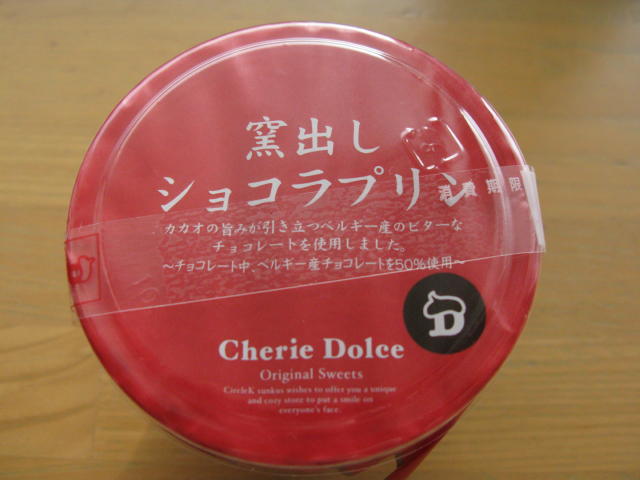 窯出し
ショコラプリン
消費期限
カカオの旨みが引き立つベルギー産のビターな
チョコレートを使用しました。
〜チョコレート中、ベルギー産チョコレートを50%使用〜
D
Cherie Dolce
Original Sweets
CircleK sunkus wishes to offer you a unique
and cozy store to put a smile on
everyone's face.